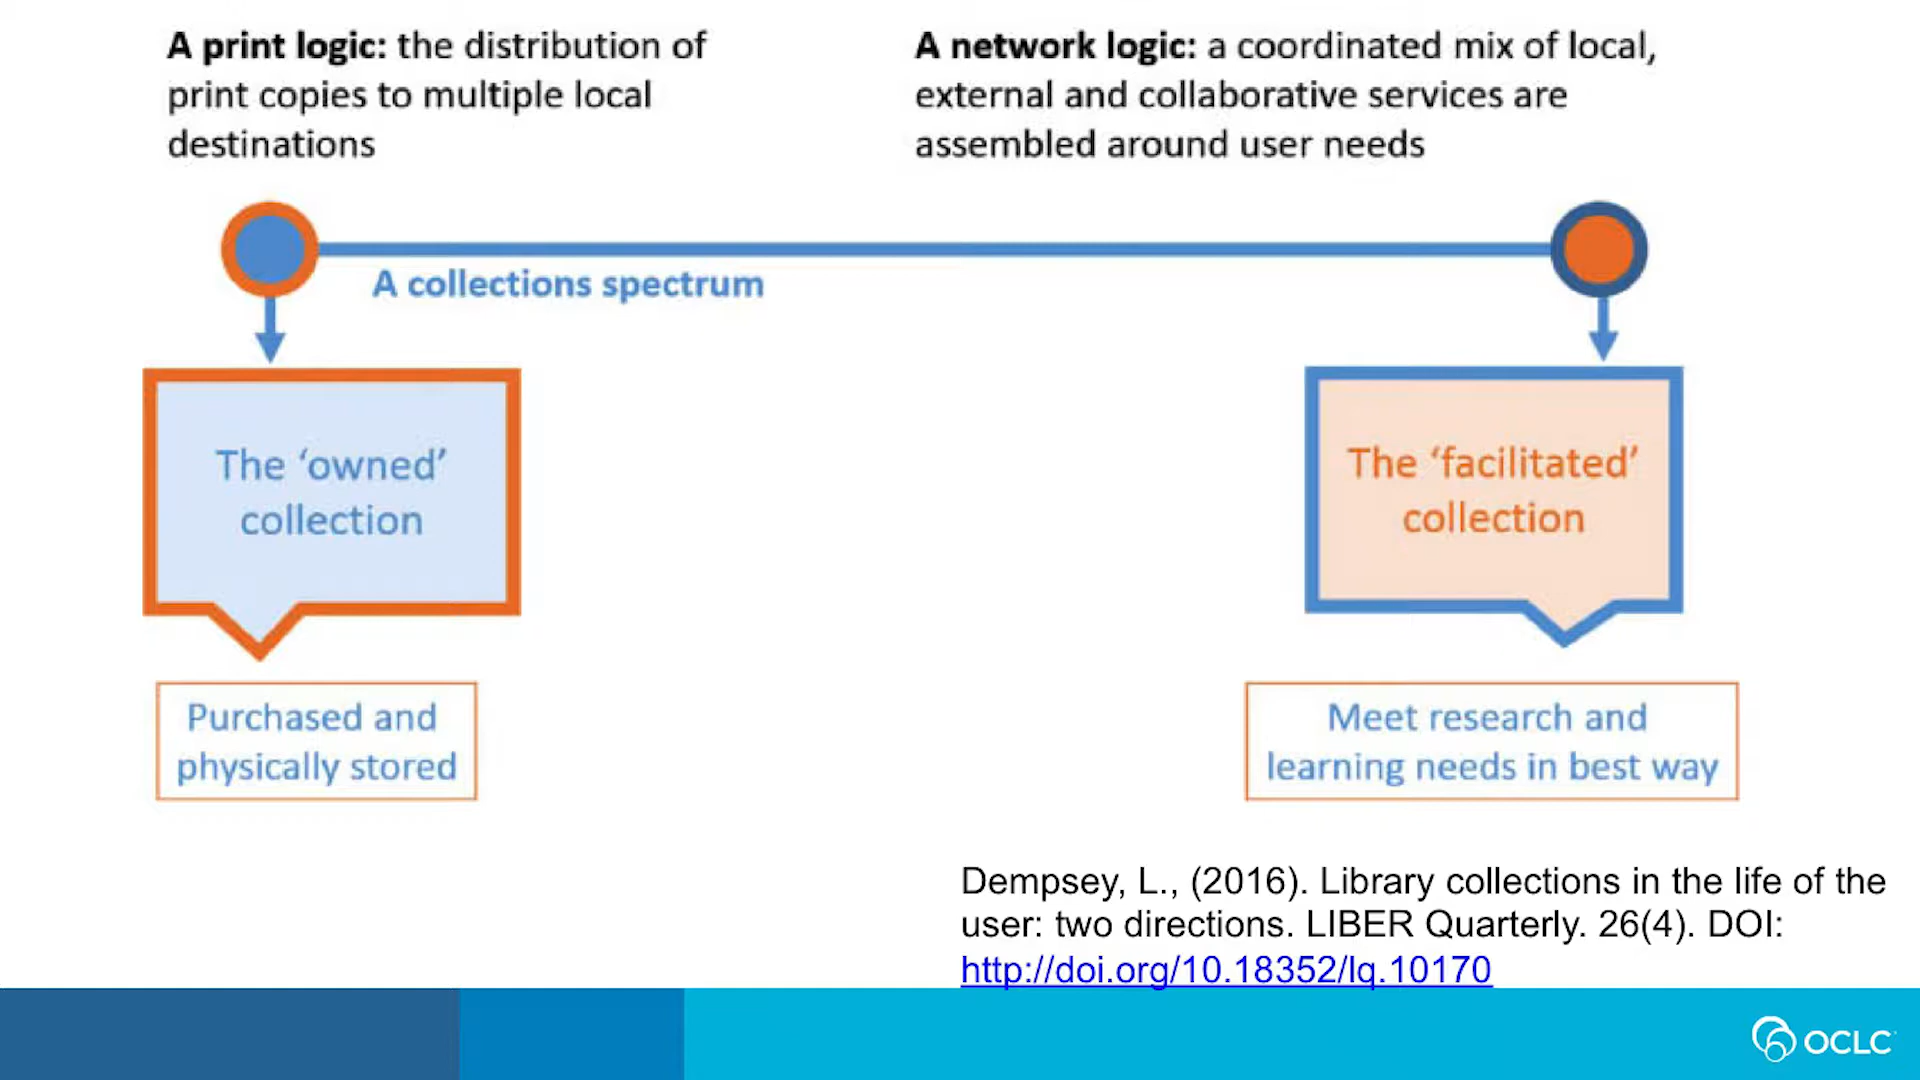 A print logic: the distribution of
print copies to multiple local
destinations
A network logic: a coordinated mix of local,
external and collaborative services are
assembled around user needs
A collections spectrum
The ‘owned’
collection
The ‘facilitated’
collection
Purchased and
physically stored
Meet research and
learning needs in best way
Dempsey, L., (2016). Library collections in the life of the
user: two directions. LIBER Quarterly. 26(4). DOI:
http://doi.org/10.18352/lq.10170
OCLC